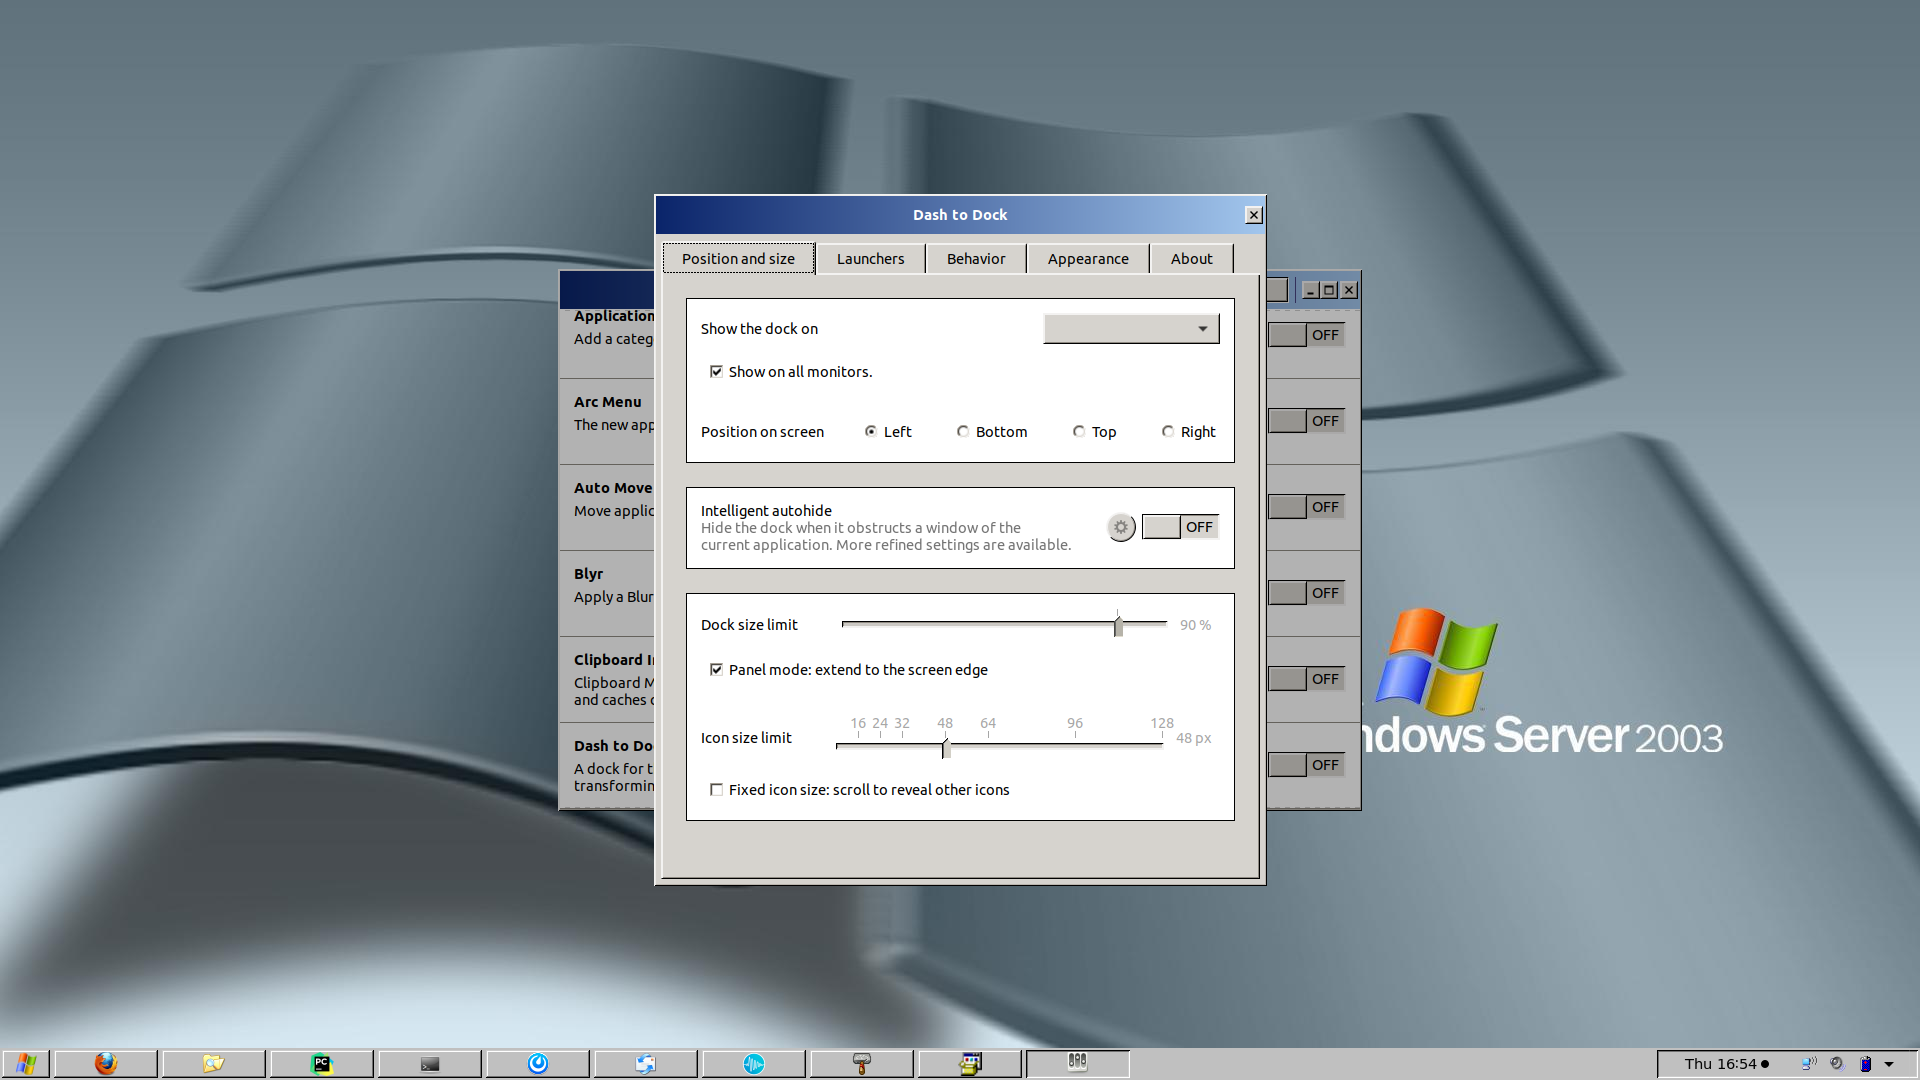 Dash to Dock
Position and size
Launchers
Behavior
Appearance
About
Show the dock on
Show on all monitors.
Position on screen
Left
Bottom
Top
Right
Intelligent autohide
Hide the dock when it obstructs a window of the
current application. More refined settings are available.
OFF
Dock size limit
90 %
Panel mode: extend to the screen edge
16 24 32 48 64 96 128
Icon size limit
48 px
Fixed icon size: scroll to reveal other icons
Application
Add a categ
OFF
Arc Menu
The new app
OFF
Auto Move
Move applic
OFF
Blyr
Apply a Blur
OFF
Clipboard I
Clipboard M
and caches
OFF
Dash to Do
A dock for t
transformin
OFF
ndows Server 2003
PC
Thu 16:54